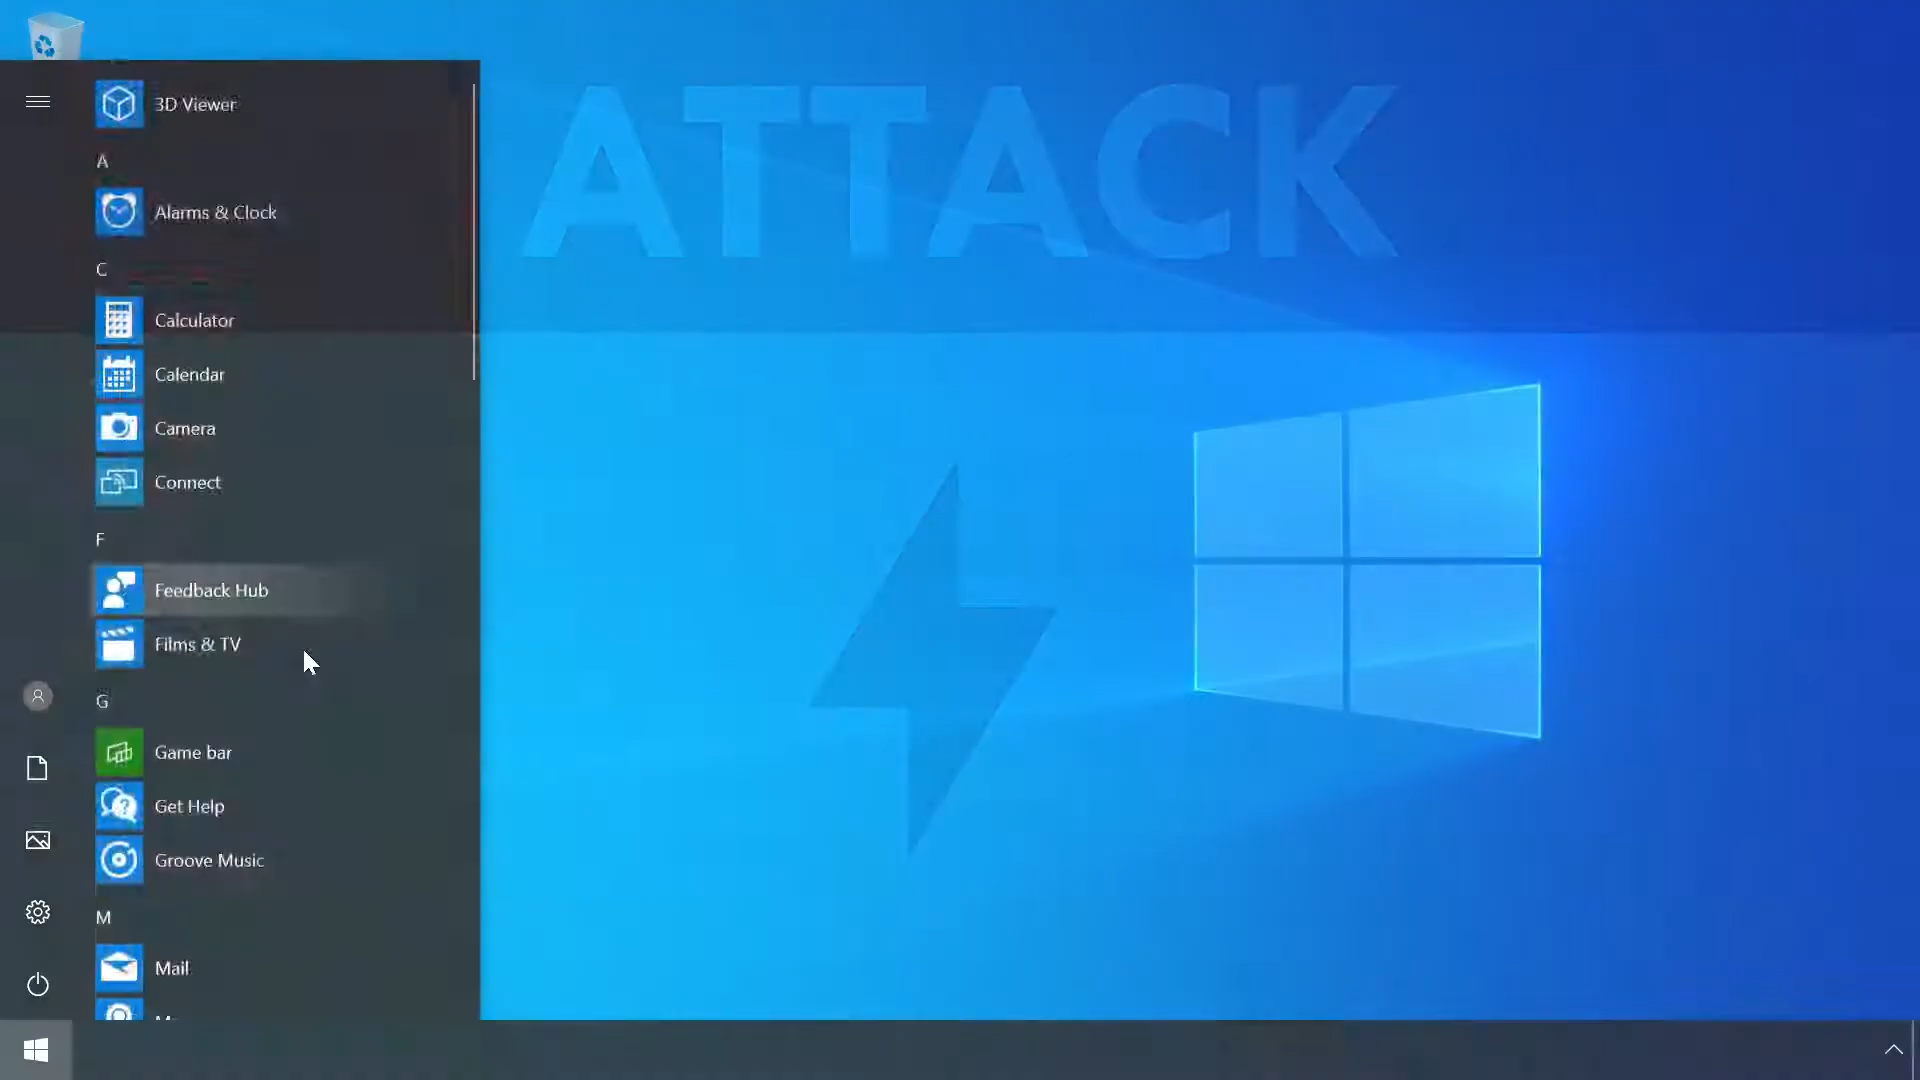 ATTACK
3D Viewer
A
Alarms & Clock
C
Calculator
Calendar
Camera
Connect
F
Feedback Hub
Films & TV
G
Game bar
Get Help
Groove Music
M
Mail